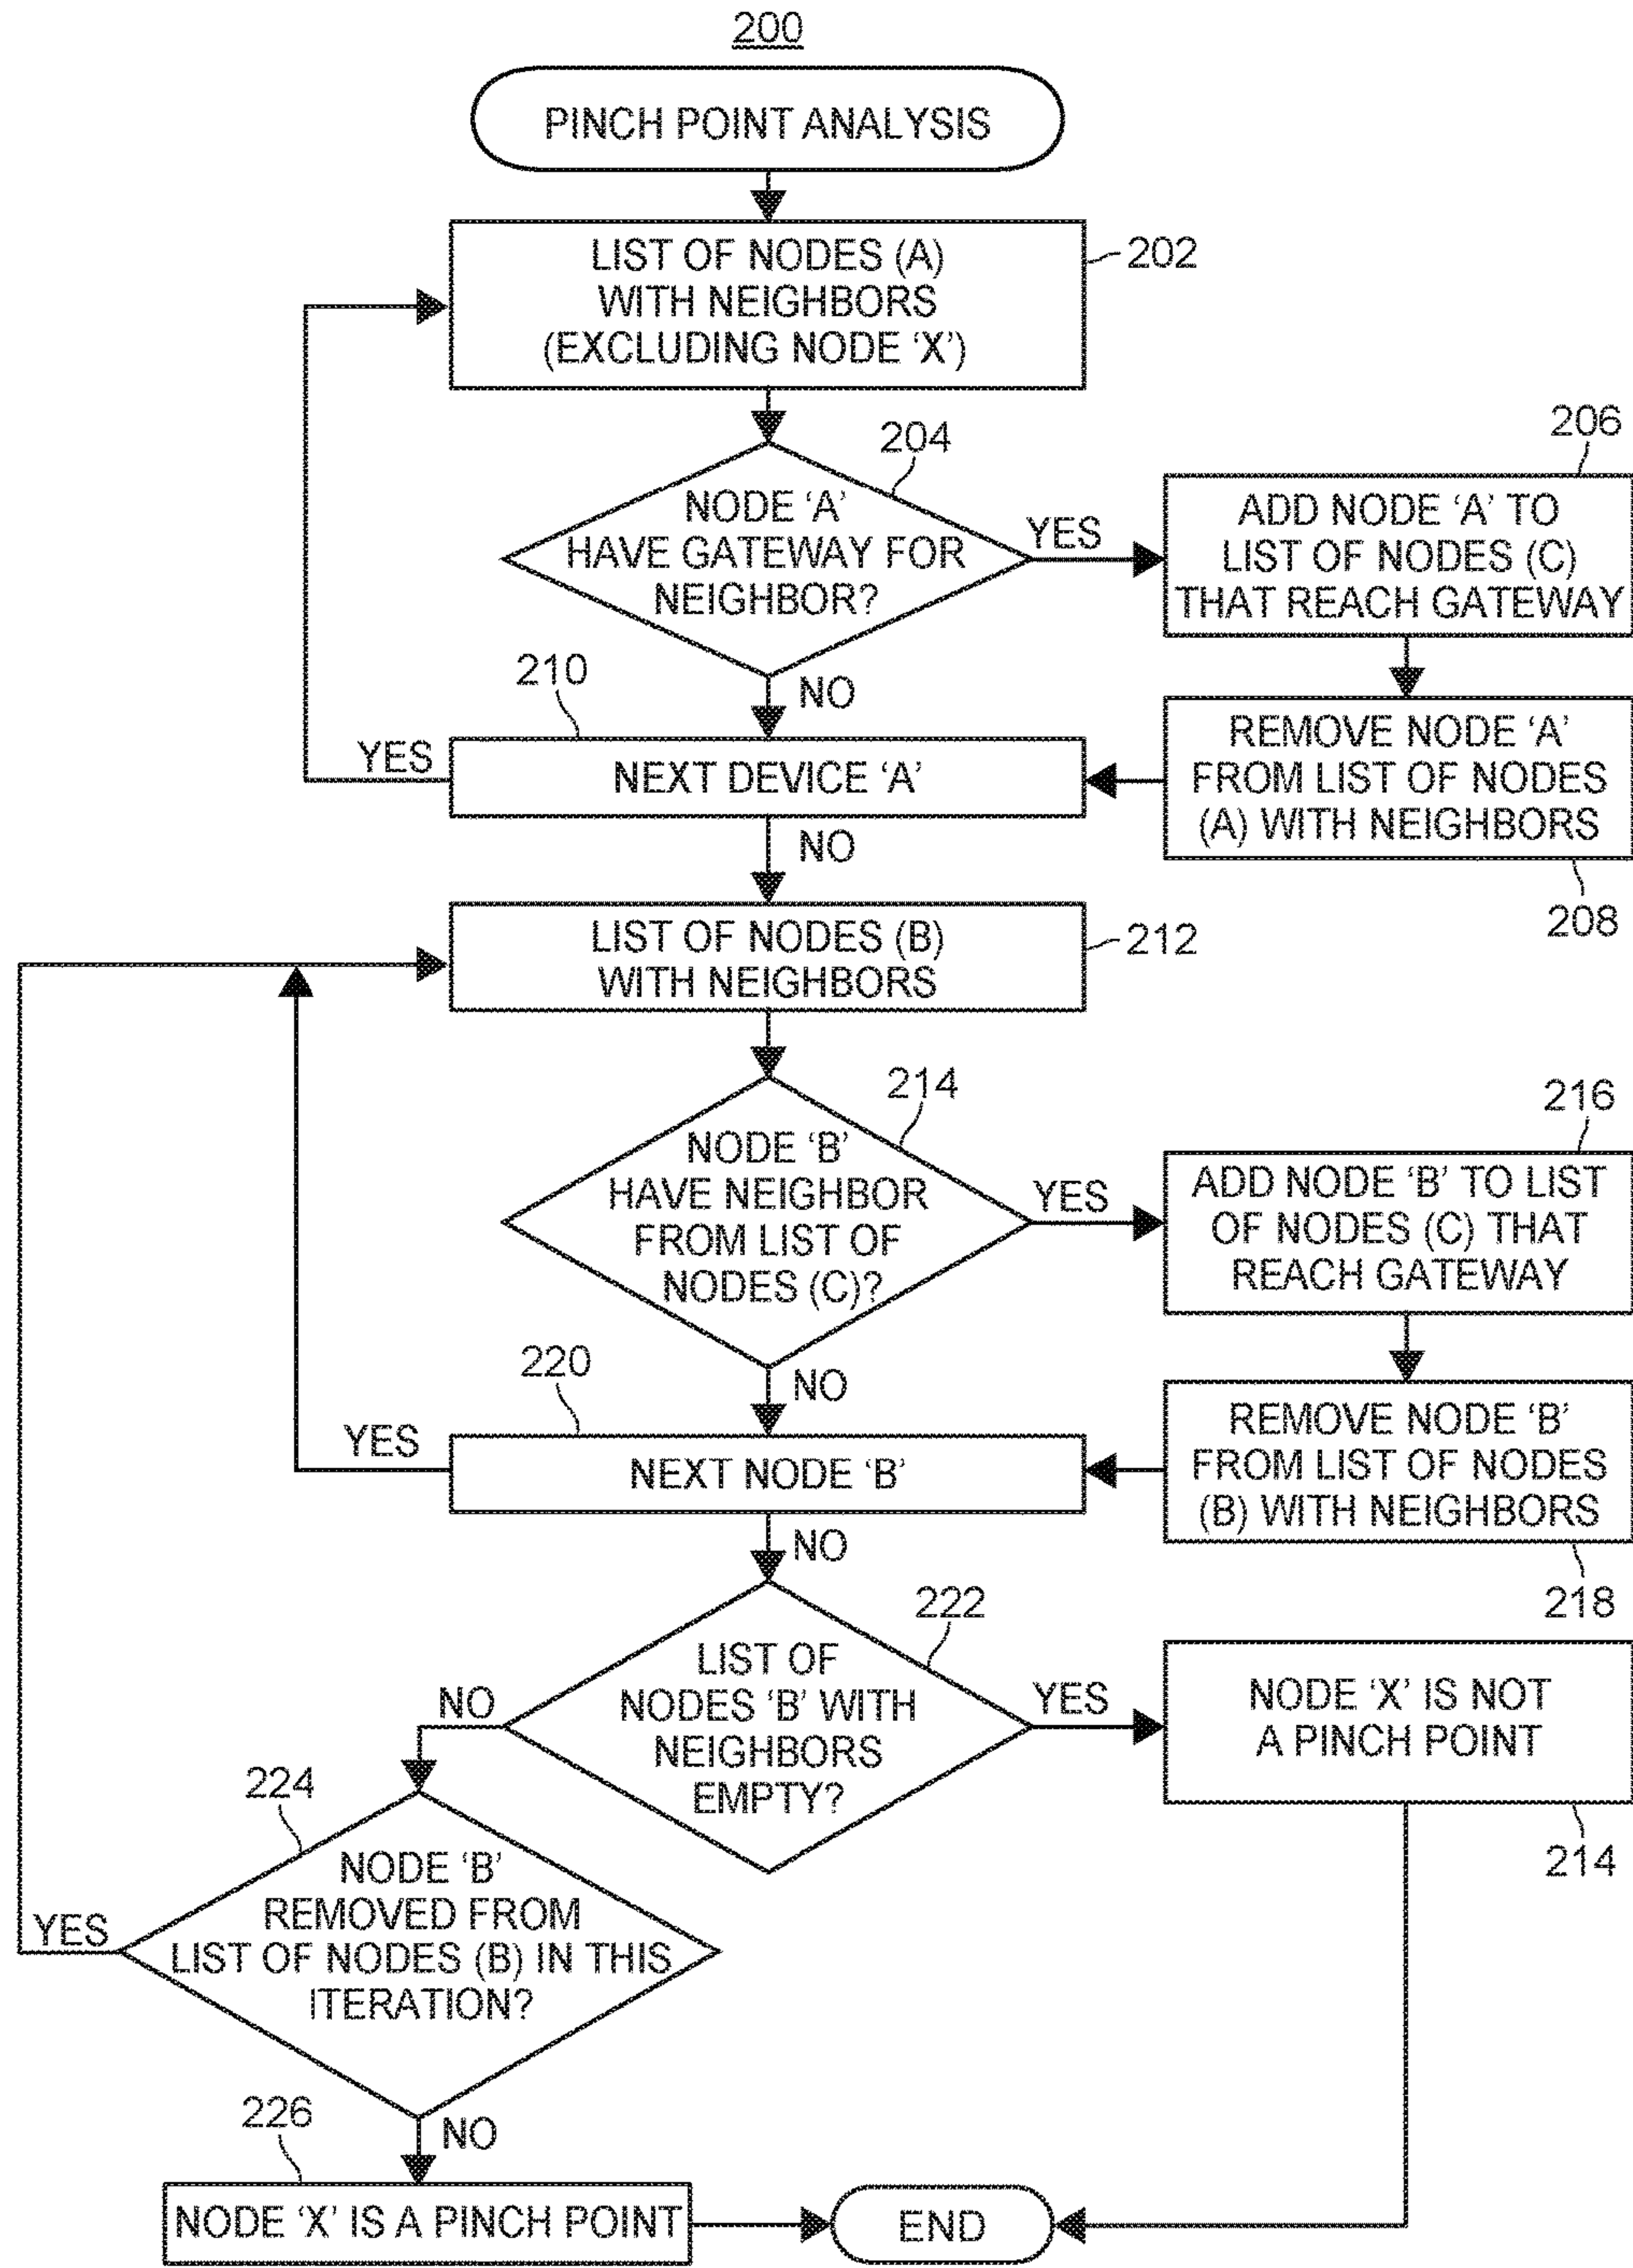 200
PINCH POINT ANALYSIS
LIST OF NODES (A)
WITH NEIGHBORS
(EXCLUDING NODE ‘X’)
202
204
NODE ‘A’
HAVE GATEWAY FOR
NEIGHBOR?
YES
206
ADD NODE ‘A’ TO
LIST OF NODES (C)
THAT REACH GATEWAY
NO
210
YES
NEXT DEVICE ‘A’
REMOVE NODE ‘A’
FROM LIST OF NODES
(A) WITH NEIGHBORS
208
NO
LIST OF NODES (B)
WITH NEIGHBORS
212
214
NODE ‘B’
HAVE NEIGHBOR
FROM LIST OF
NODES (C)?
YES
216
ADD NODE ‘B’ TO LIST
OF NODES (C) THAT
REACH GATEWAY
NO
220
YES
NEXT NODE ‘B’
REMOVE NODE ‘B’
FROM LIST OF NODES
(B) WITH NEIGHBORS
218
NO
222
LIST OF
NODES ‘B’ WITH
NEIGHBORS
EMPTY?
YES
NODE ‘X’ IS NOT
A PINCH POINT
214
NO
224
NODE ‘B’
REMOVED FROM
LIST OF NODES (B) IN THIS
ITERATION?
YES
NO
226
NODE ‘X’ IS A PINCH POINT
END